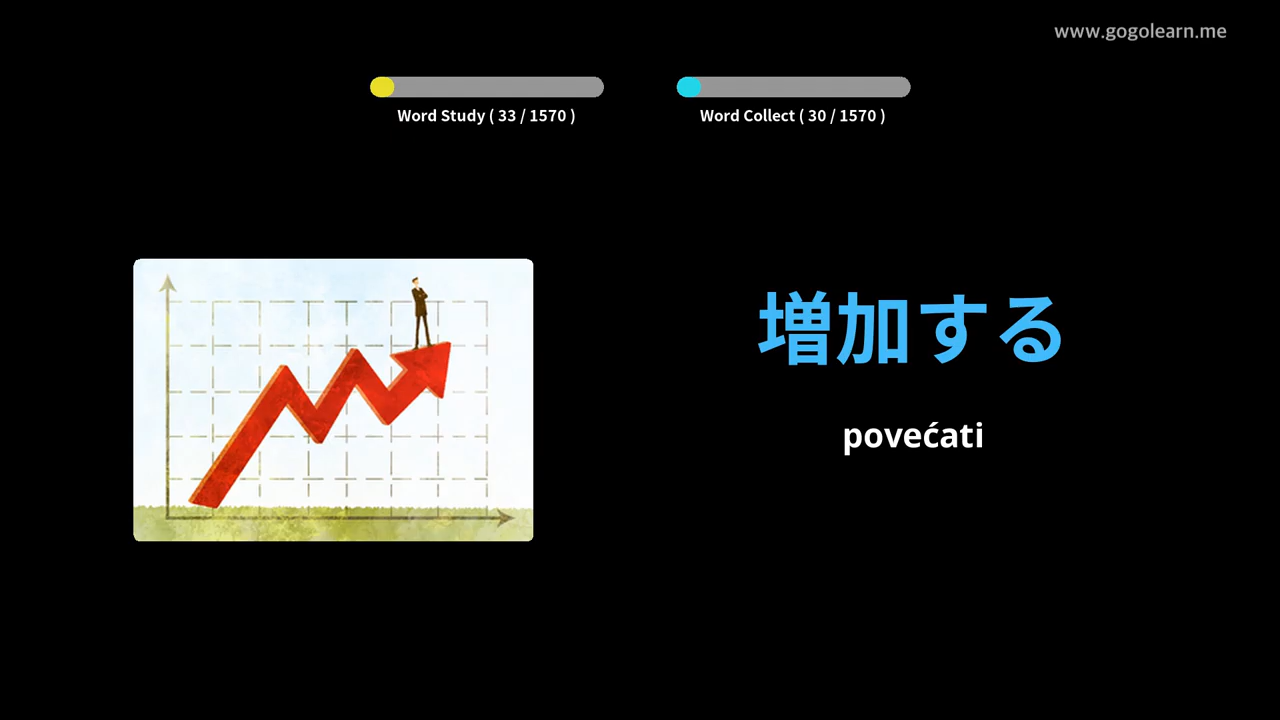 www.gogolearn.me
Word Study ( 33 / 1570 )
Word Collect ( 30 / 1570 )
増加する
povećati